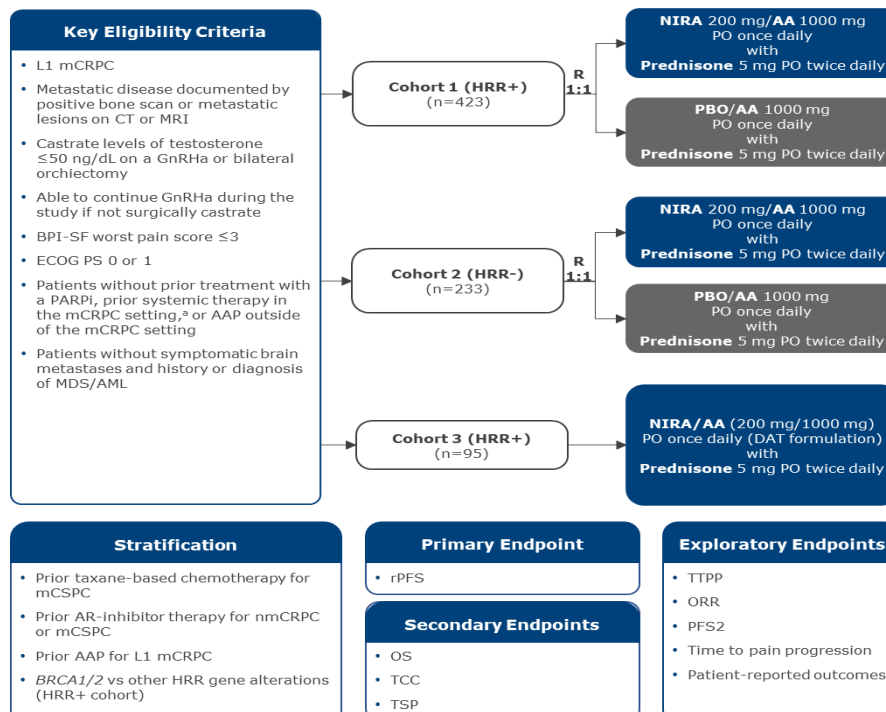 Key Eligibility Criteria
• L1 mCRPC
• Metastatic disease documented by
positive bone scan or metastatic
lesions on CT or MRI
• Castrate levels of testosterone
≤50 ng/dL on a GnRHa or bilateral
orchiectomy
• Able to continue GnRHa during the
study if not surgically castrate
• BPI-SF worst pain score ≤3
• ECOG PS 0 or 1
• Patients without prior treatment with
a PARPi, prior systemic therapy in
the mCRPC setting,ᵃ or AAP outside
of the mCRPC setting
• Patients without symptomatic brain
metastases and history or diagnosis
of MDS/AML
Cohort 1 (HRR+)
(n=423)
R
1:1
NIRA 200 mg/AA 1000 mg
PO once daily
with
Prednisone 5 mg PO twice daily
PBO/AA 1000 mg
PO once daily
with
Prednisone 5 mg PO twice daily
Cohort 2 (HRR-)
(n=233)
R
1:1
NIRA 200 mg/AA 1000 mg
PO once daily
with
Prednisone 5 mg PO twice daily
PBO/AA 1000 mg
PO once daily
with
Prednisone 5 mg PO twice daily
Cohort 3 (HRR+)
(n=95)
NIRA/AA (200 mg/1000 mg)
PO once daily (DAT formulation)
with
Prednisone 5 mg PO twice daily
Stratification
• Prior taxane-based chemotherapy for
mCSPC
• Prior AR-inhibitor therapy for nmCRPC
or mCSPC
• Prior AAP for L1 mCRPC
• BRCA1/2 vs other HRR gene alterations
(HRR+ cohort)
Primary Endpoint
• rPFS
Secondary Endpoints
• OS
• TCC
• TSP
Exploratory Endpoints
• TTPP
• ORR
• PFS2
• Time to pain progression
• Patient-reported outcomes